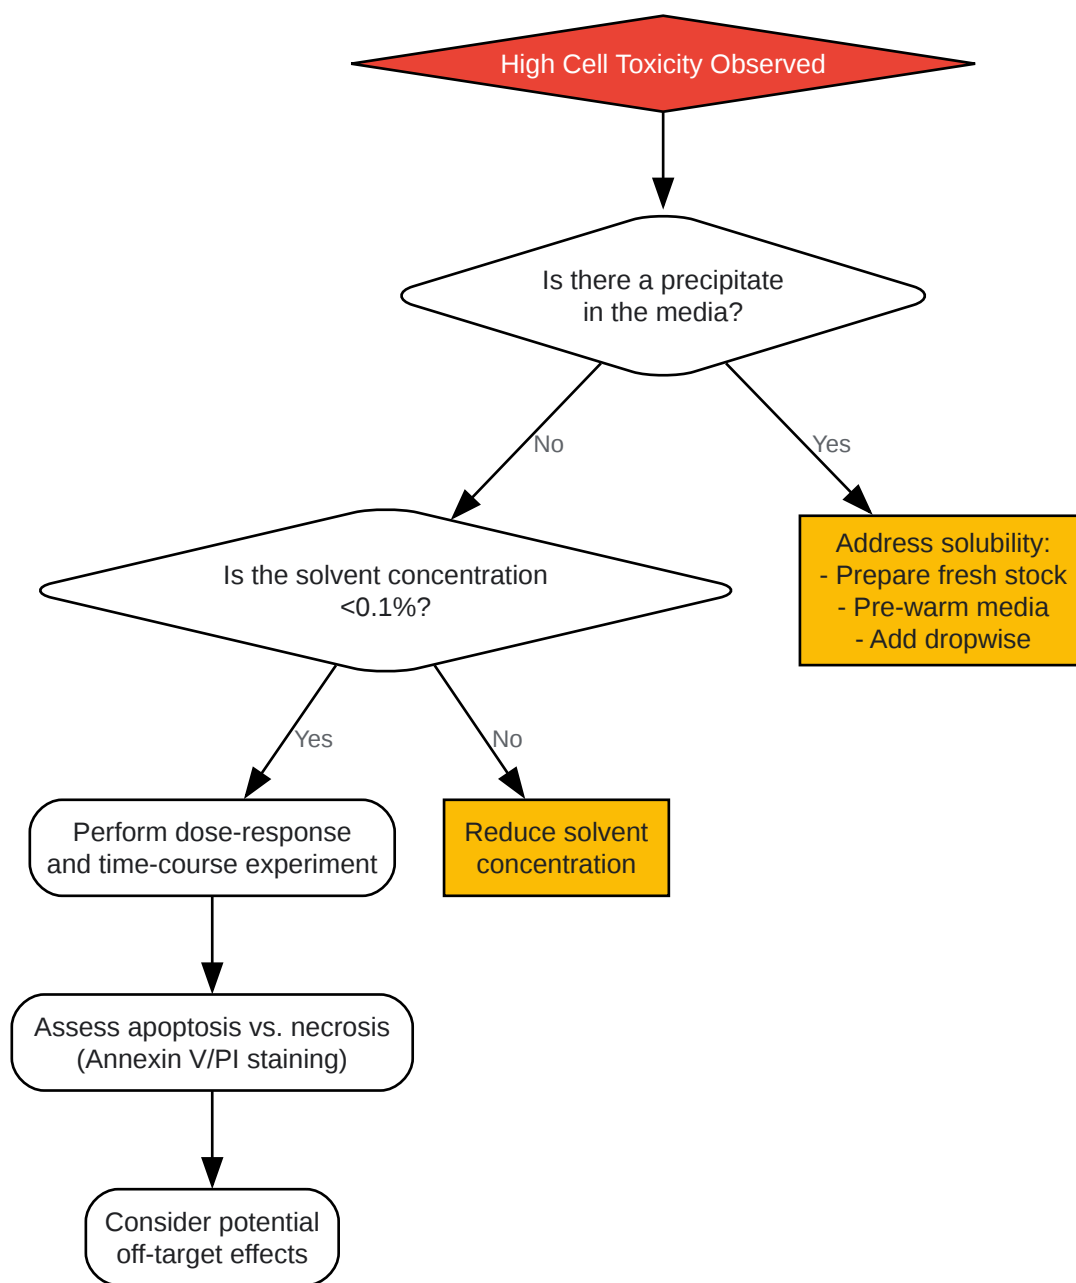 High Cell Toxicity Observed
Is there a precipitate
in the media?
No
Yes
Is the solvent concentration
<0.1%?
Address solubility:
- Prepare fresh stock
- Pre-warm media
- Add dropwise
Yes
No
Perform dose-response
and time-course experiment
Reduce solvent
concentration
Assess apoptosis vs. necrosis
(Annexin V/PI staining)
Consider potential
off-target effects